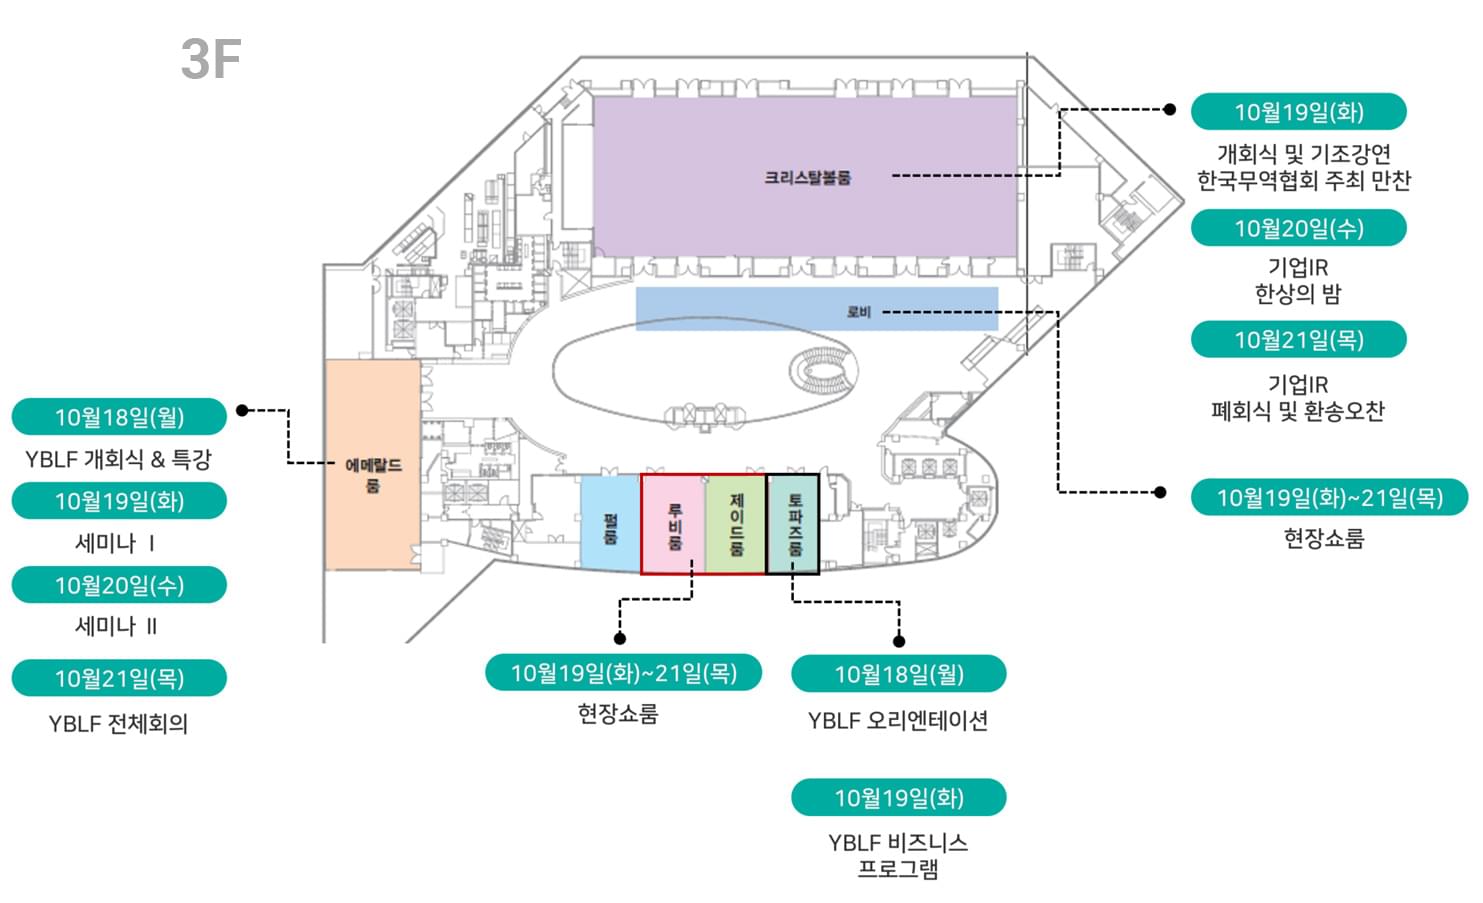 3F
크리스탈볼룸
로비
에메랄드
룸
펄룸
루비룸
제이드룸
토파즈룸
10월18일(월)
YBLF 개회식 & 특강
10월19일(화)
세미나 Ⅰ
10월20일(수)
세미나 Ⅱ
10월21일(목)
YBLF 전체회의
10월19일(화)~21일(목)
현장쇼룸
10월18일(월)
YBLF 오리엔테이션
10월19일(화)
YBLF 비즈니스
프로그램
10월19일(화)
개회식 및 기조강연
한국무역협회 주최 만찬
10월20일(수)
기업IR
한상의 밤
10월21일(목)
기업IR
폐회식 및 환송오찬
10월19일(화)~21일(목)
현장쇼룸